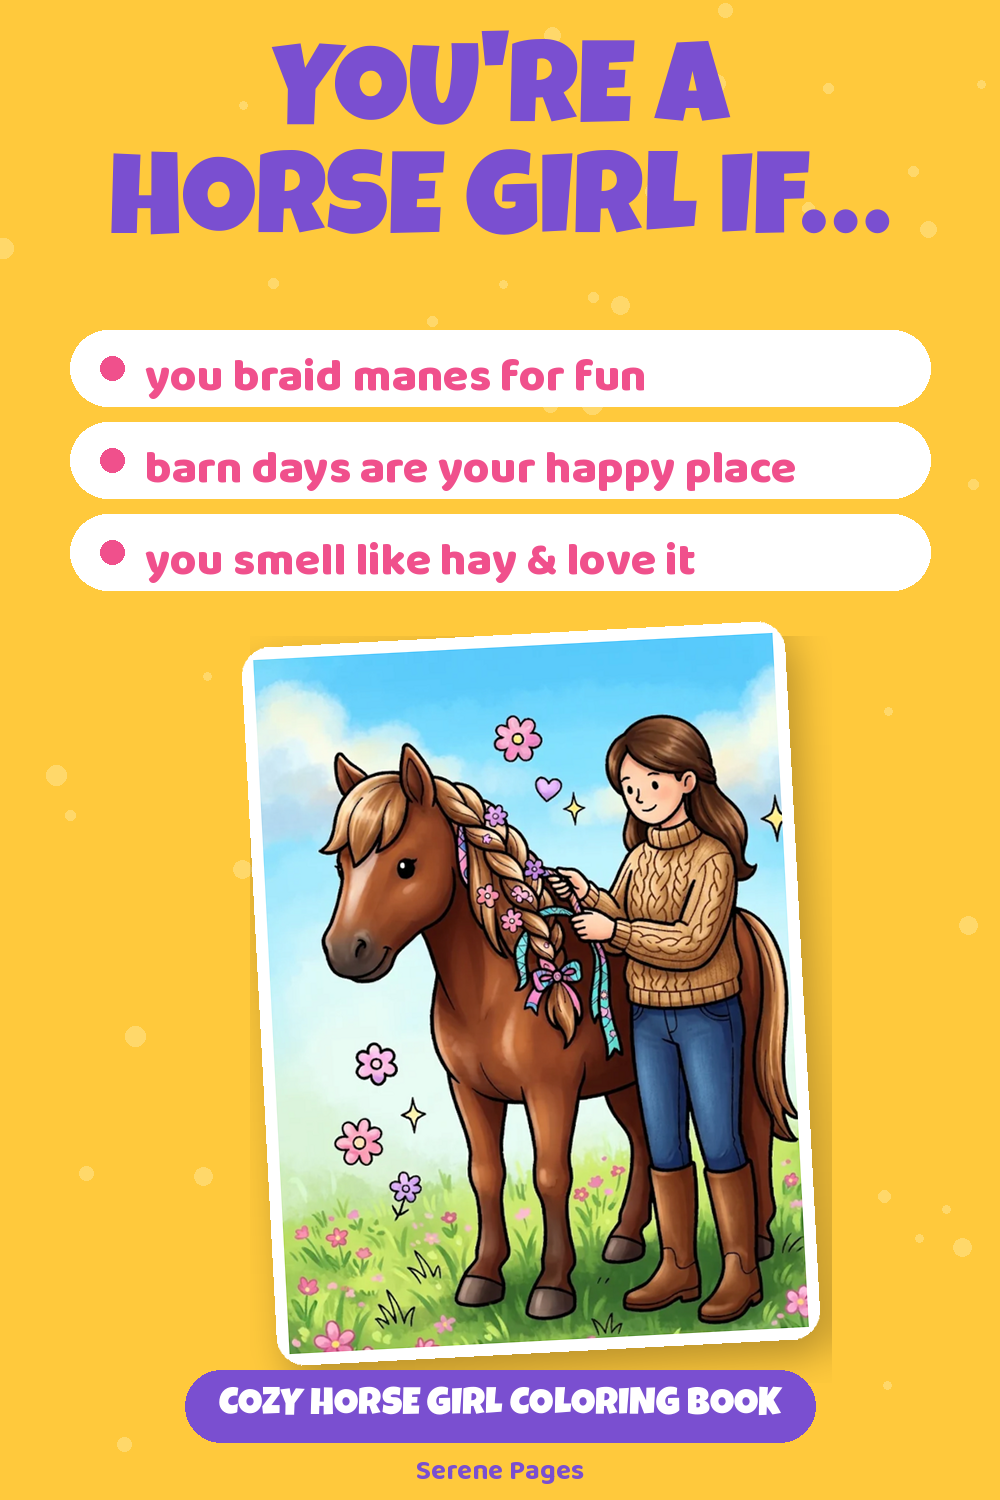 YOU'RE A
HORSE GIRL IF...
you braid manes for fun
barn days are your happy place
you smell like hay & love it
COZY HORSE GIRL COLORING BOOK
Serene Pages